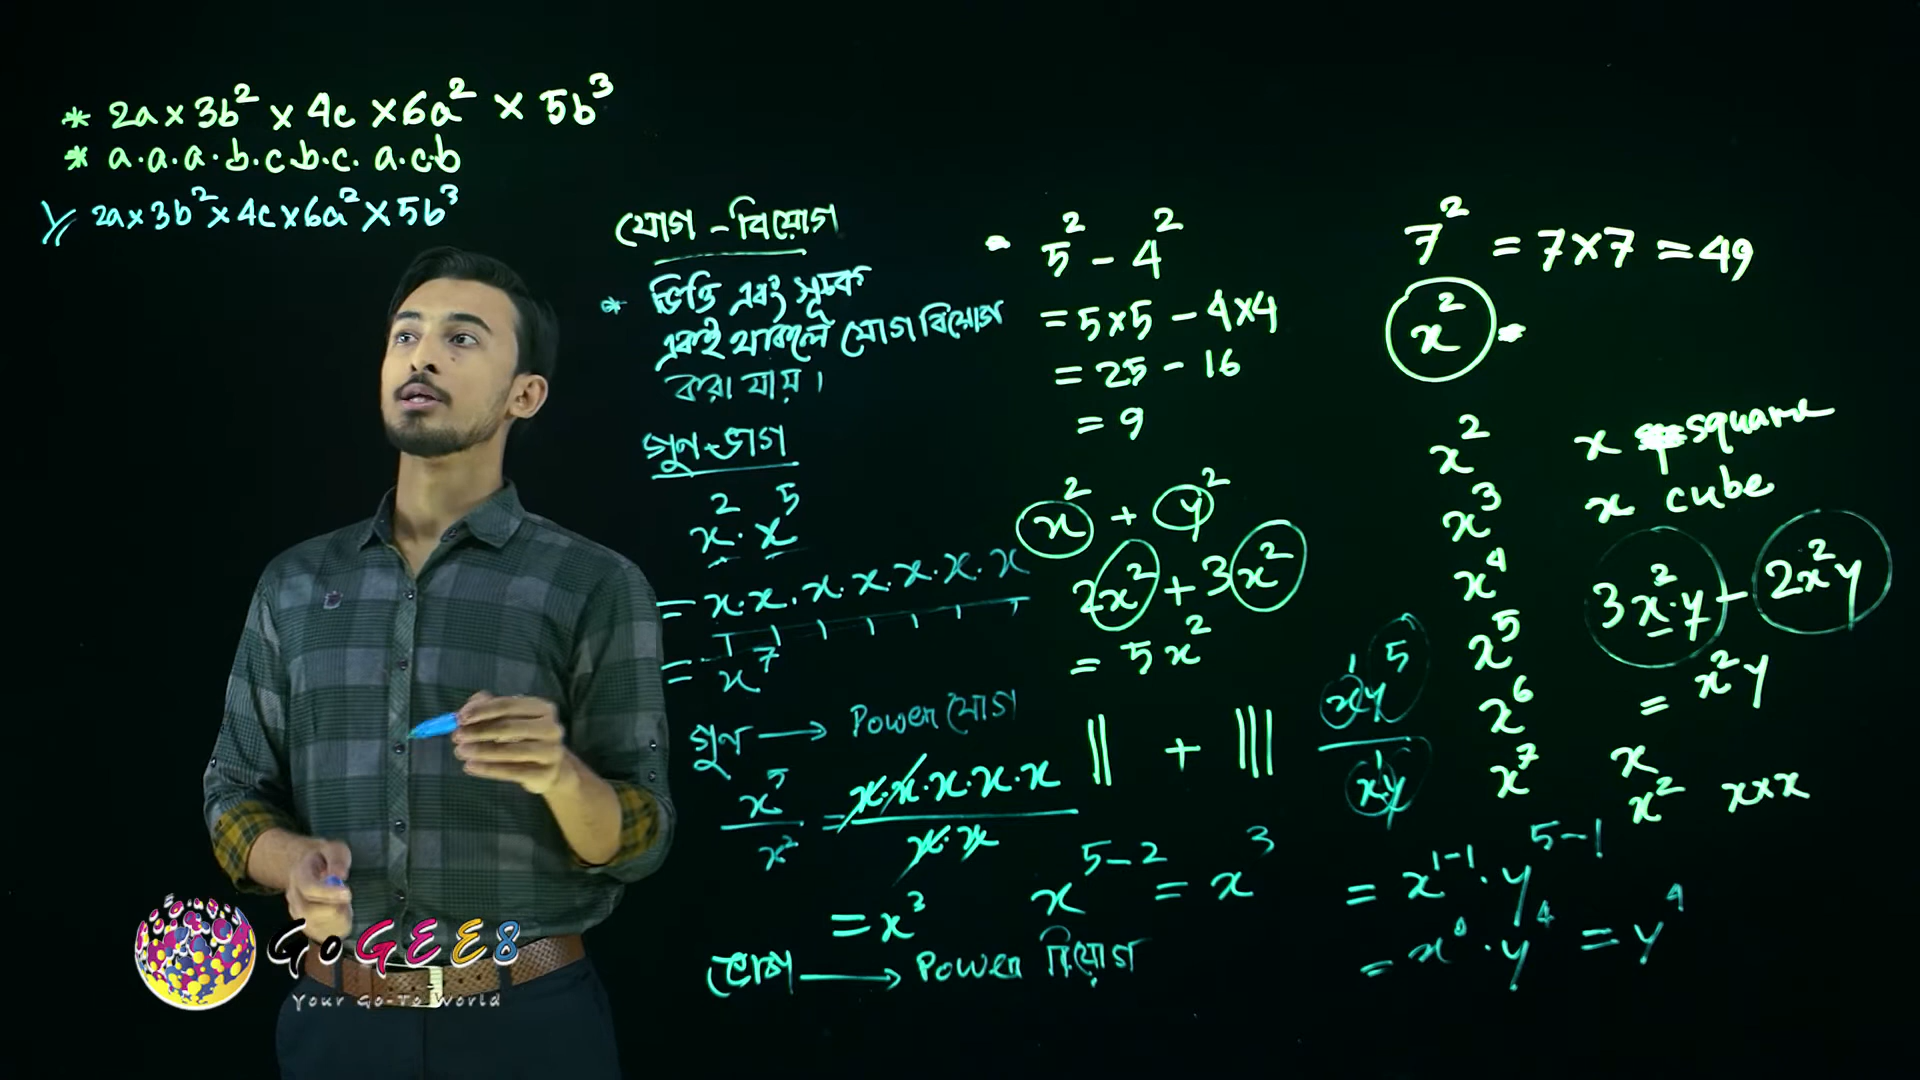 * 2a × 3b² × 4c × 6a² × 5b³
* a.a.a.b.c.b.c.a.c.b
2a × 3b² × 4c × 6a² × 5b³
যোগ - বিয়োগ
* ভিত্তি এবং সূচক
একই থাকলে যোগ বিয়োগ
করা যায়।
গুন - ভাগ
x² . x⁵
= x . x . x . x . x . x . x
= x⁷
গুন → Power যোগ
x⁵/x² = x.x.x.x.x/x.x
= x³
x⁵⁻² = x³
→ Power বিয়োগ
5² - 4²
= 5×5 - 4×4
= 25 - 16
= 9
x² + y²
2x² + 3x²
= 5x²
|| + |||
7² = 7×7 = 49
x²
x² x square
x³ x cube
x⁴
x⁵
x⁶
x⁷
3x².y - 2x²y
= x²y
x
x² x×x
x¹y⁵/x¹y
= x¹⁻¹.y⁵⁻¹
= x⁰.y⁴ = y⁴
GoGEE8
Your Go-To World